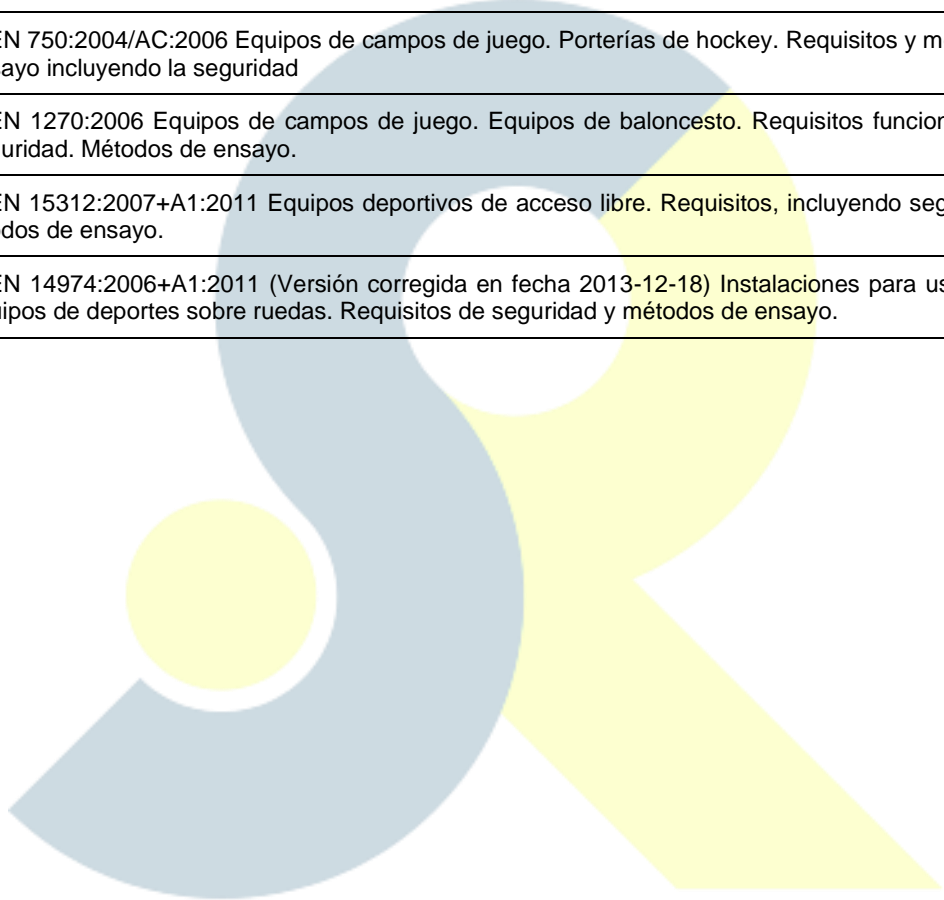 EN 750:2004/AC:2006 Equipos de campos de juego. Porterías de hockey. Requisitos y m
ayo incluyendo la seguridad
EN 1270:2006 Equipos de campos de juego. Equipos de baloncesto. Requisitos funcion
uridad. Métodos de ensayo.
EN 15312:2007+A1:2011 Equipos deportivos de acceso libre. Requisitos, incluyendo seg
dos de ensayo.
EN 14974:2006+A1:2011 (Versión corregida en fecha 2013-12-18) Instalaciones para us
uipos de deportes sobre ruedas. Requisitos de seguridad y métodos de ensayo.